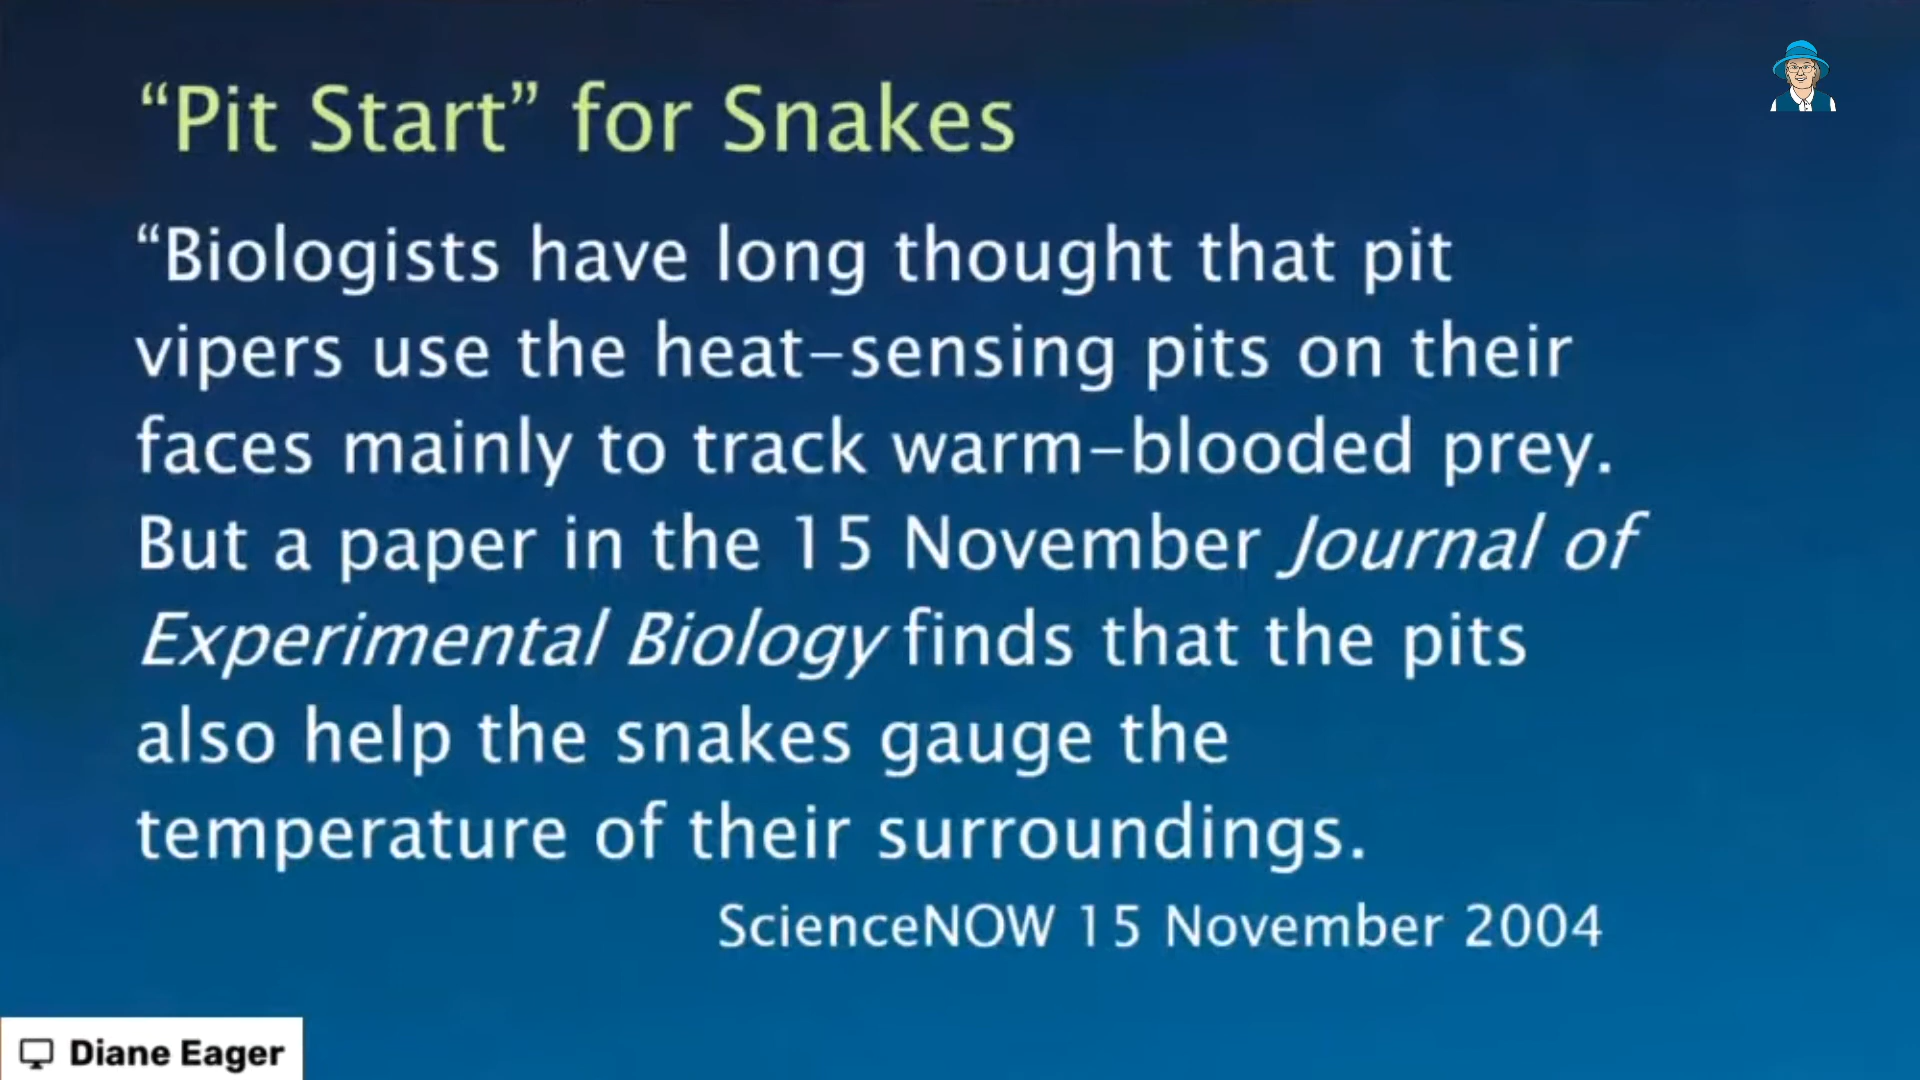 “Pit Start” for Snakes
“Biologists have long thought that pit
vipers use the heat-sensing pits on their
faces mainly to track warm-blooded prey.
But a paper in the 15 November Journal of
Experimental Biology finds that the pits
also help the snakes gauge the
temperature of their surroundings.
ScienceNOW 15 November 2004
Diane Eager